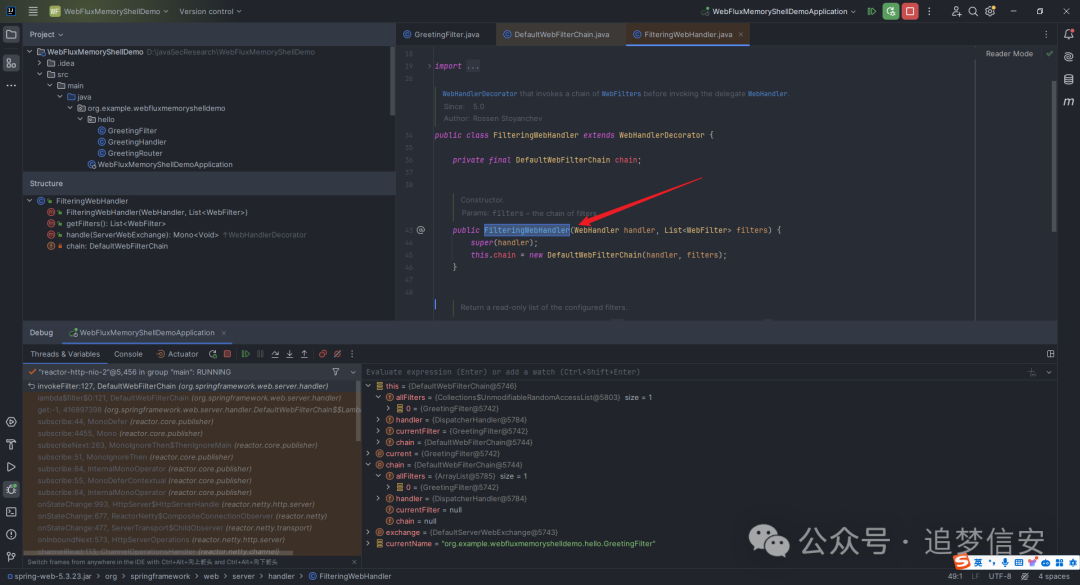 WF WebFluxMemoryShellDemo Version control WebFluxMemoryShellDemoApplication
Project
WebFluxMemoryShellDemo D:\javaSecResearch\WebFluxMemoryShellDemo
.idea
src
main
java
org.example.webfluxmemoryshelldemo
hello
GreetingFilter
GreetingHandler
GreetingRouter
WebFluxMemoryShellDemoApplication
Structure
FilteringWebHandler
FilteringWebHandler(WebHandler, List<WebFilter>)
getFilters(): List<WebFilter>
handle(ServerWebExchange): Mono<Void> ↑WebHandlerDecorator
chain: DefaultWebFilterChain
GreetingFilter.java DefaultWebFilterChain.java FilteringWebHandler.java
Reader Mode
18
19 import ...
20
WebHandlerDecorator that invokes a chain of WebFilters before invoking the delegate WebHandler.
Since: 5.0
Author: Rossen Stoyanchev
34 public class FilteringWebHandler extends WebHandlerDecorator {
35
36 private final DefaultWebFilterChain chain;
37
38
Constructor.
Params: filters – the chain of filters
43 public FilteringWebHandler(WebHandler handler, List<WebFilter> filters) {
44 super(handler);
45 this.chain = new DefaultWebFilterChain(handler, filters);
46 }
47
48
Return a read-only list of the configured filters.
Debug WebFluxMemoryShellDemoApplication
Threads & Variables Console Actuator
"reactor-http-nio-2"@5,456 in group "main": RUNNING
invokeFilter:127, DefaultWebFilterChain (org.springframework.web.server.handler)
lambda$filter$0:121, DefaultWebFilterChain (org.springframework.web.server.handler)
get:-1, 416897398 (org.springframework.web.server.handler.DefaultWebFilterChain$$Lamb
subscribe:44, MonoDefer (reactor.core.publisher)
subscribe:4455, Mono (reactor.core.publisher)
subscribeNext:263, MonoIgnoreThen$ThenIgnoreMain (reactor.core.publisher)
subscribe:51, MonoIgnoreThen (reactor.core.publisher)
subscribe:64, InternalMonoOperator (reactor.core.publisher)
subscribe:55, MonoDeferContextual (reactor.core.publisher)
subscribe:64, InternalMonoOperator (reactor.core.publisher)
onStateChange:993, HttpServer$HttpServerHandle (reactor.netty.http.server)
onStateChange:677, ReactorNetty$CompositeConnectionObserver (reactor.netty)
onStateChange:477, ServerTransport$ChildObserver (reactor.netty.transport)
onInboundNext:573, HttpServerOperations (reactor.netty.http.server)
Switch frames from anywhere in the IDE with Ctrl+Alt+向上箭头 and Ctrl+Alt+向下箭头
Evaluate expression (Enter) or add a watch (Ctrl+Shift+Enter)
this = {DefaultWebFilterChain@5746}
allFilters = {Collections$UnmodifiableRandomAccessList@5803} size = 1
0 = {GreetingFilter@5742}
handler = {DispatcherHandler@5784}
currentFilter = {GreetingFilter@5742}
chain = {DefaultWebFilterChain@5744}
current = {GreetingFilter@5742}
chain = {DefaultWebFilterChain@5744}
allFilters = {ArrayList@5785} size = 1
0 = {GreetingFilter@5742}
handler = {DispatcherHandler@5784}
currentFilter = null
chain = null
exchange = {DefaultServerWebExchange@5743}
currentName = "org.example.webfluxmemoryshelldemo.hello.GreetingFilter"
公众号 · 追梦信安
英
spring-web-5.3.23.jar > org > springframework > web > server > handler > FilteringWebHandler
49:1 LF UTF-8 4 spaces